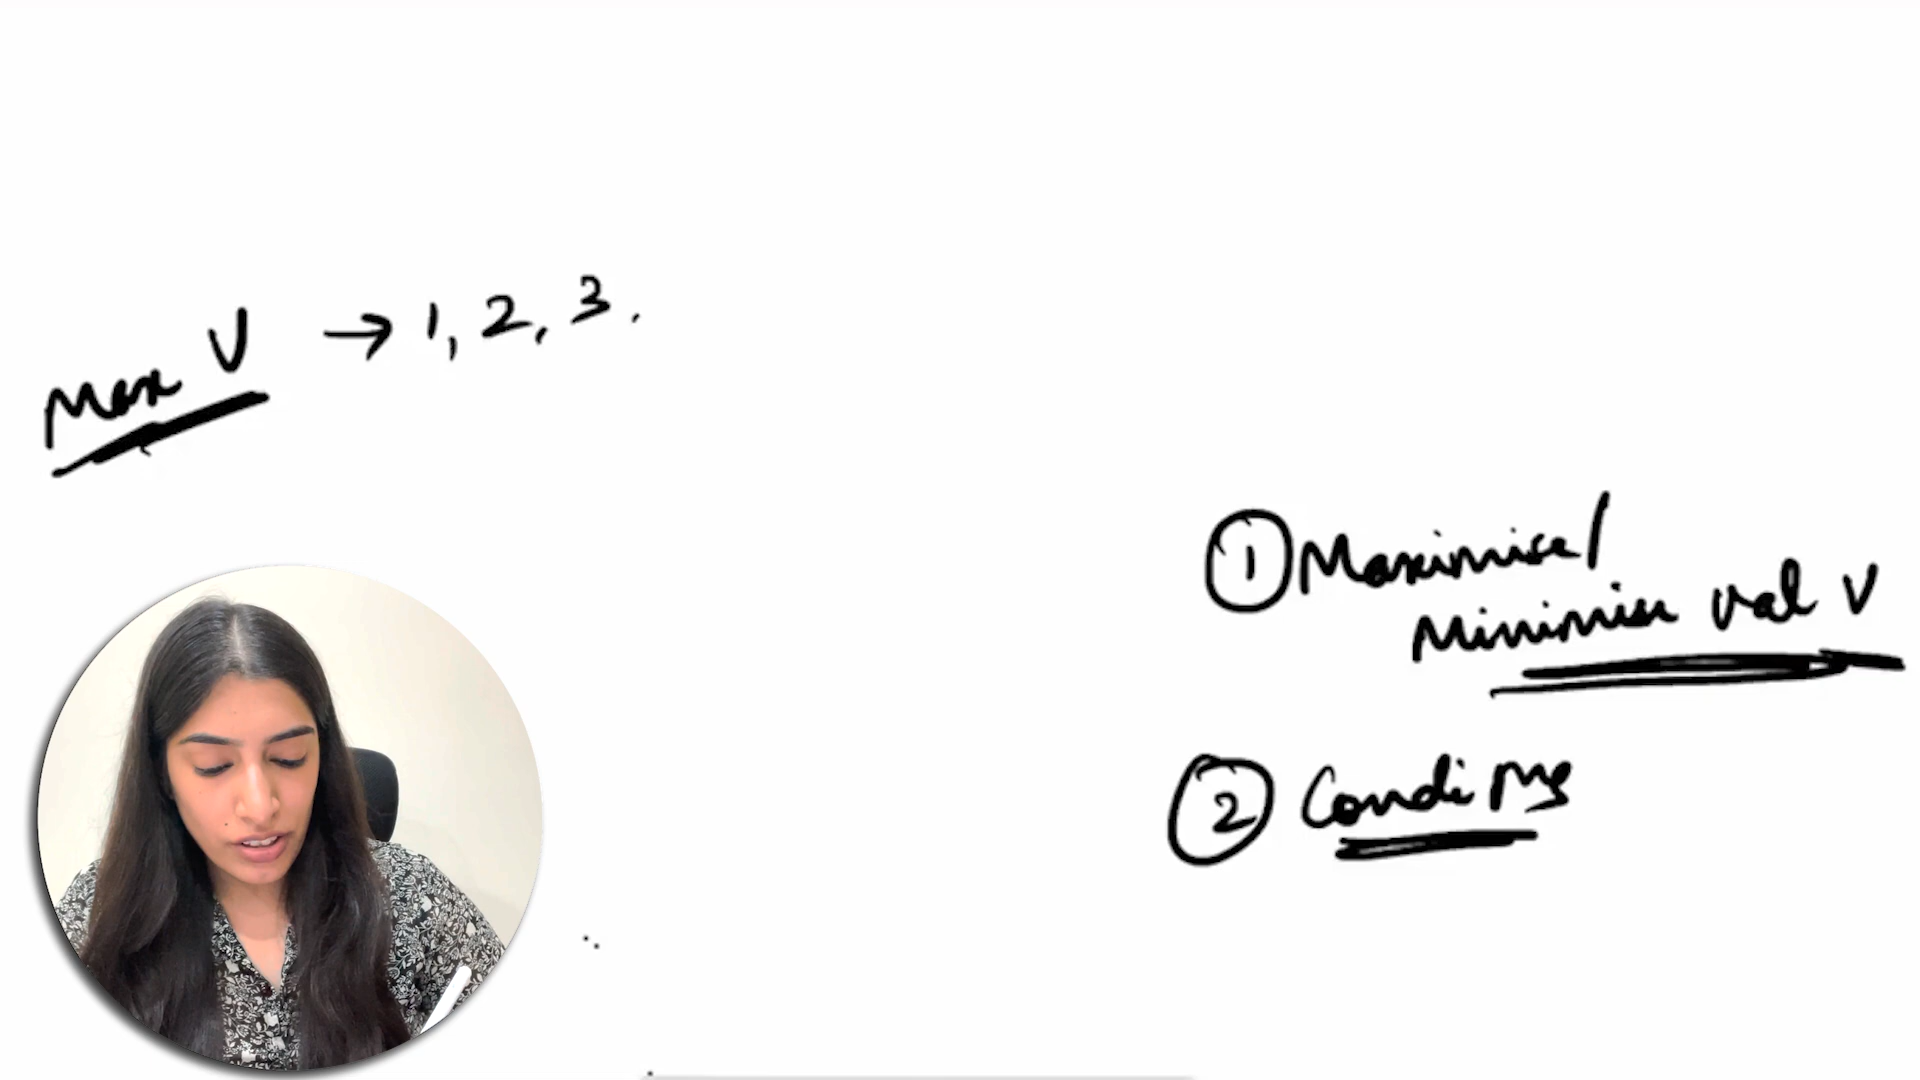 Max V → 1, 2, 3.
① Maximise/
Minimise val V
② Conditions